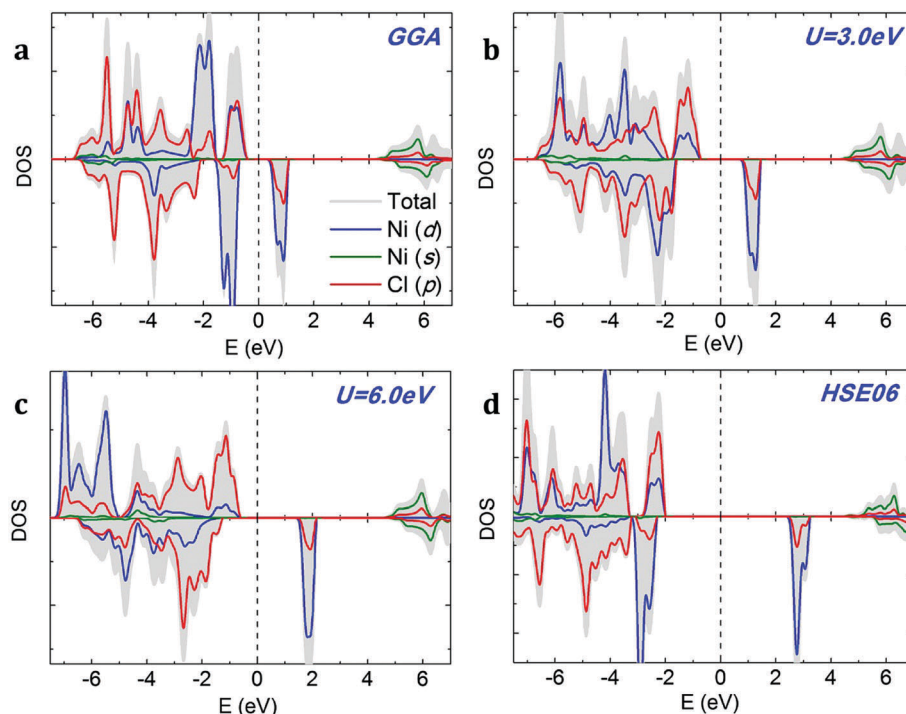 a
GGA
DOS
Total
Ni (d)
Ni (s)
Cl (p)
-6 -4 -2 0 2 4 6
E (eV)
b
U=3.0eV
DOS
-6 -4 -2 0 2 4 6
E (eV)
c
U=6.0eV
DOS
-6 -4 -2 0 2 4 6
E (eV)
d
HSE06
DOS
-6 -4 -2 0 2 4 6
E (eV)